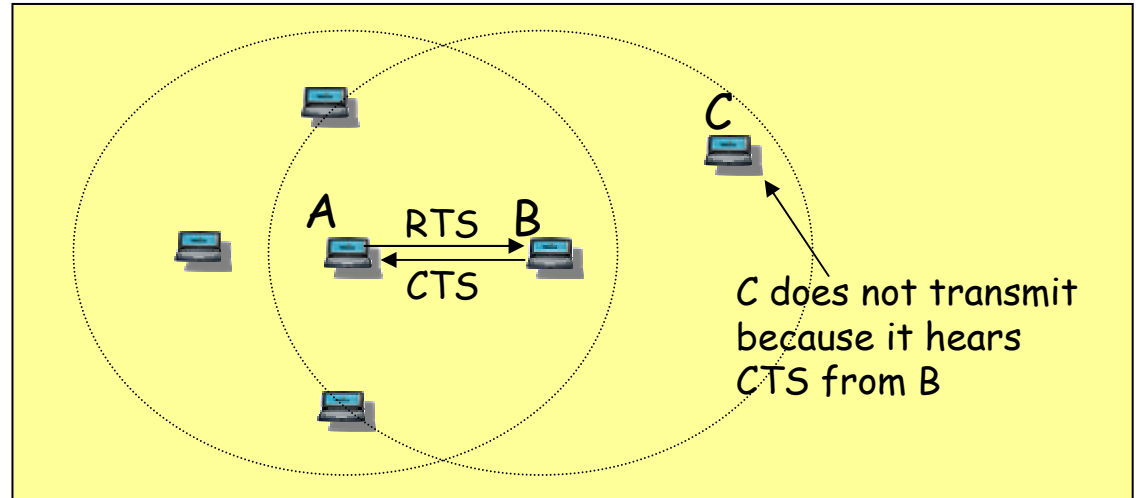 C
A
RTS
B
CTS
C does not transmit
because it hears
CTS from B